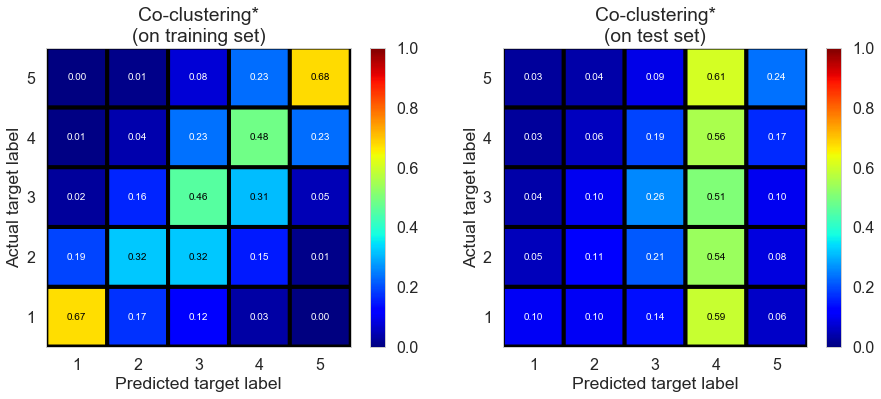 Co-clustering*
(on training set)
Actual target label
5 0.00 0.01 0.08 0.23 0.68
4 0.01 0.04 0.23 0.48 0.23
3 0.02 0.16 0.46 0.31 0.05
2 0.19 0.32 0.32 0.15 0.01
1 0.67 0.17 0.12 0.03 0.00
1 2 3 4 5
Predicted target label
1.0
0.8
0.6
0.4
0.2
0.0
Co-clustering*
(on test set)
Actual target label
5 0.03 0.04 0.09 0.61 0.24
4 0.03 0.06 0.19 0.56 0.17
3 0.04 0.10 0.26 0.51 0.10
2 0.05 0.11 0.21 0.54 0.08
1 0.10 0.10 0.14 0.59 0.06
1 2 3 4 5
Predicted target label
1.0
0.8
0.6
0.4
0.2
0.0